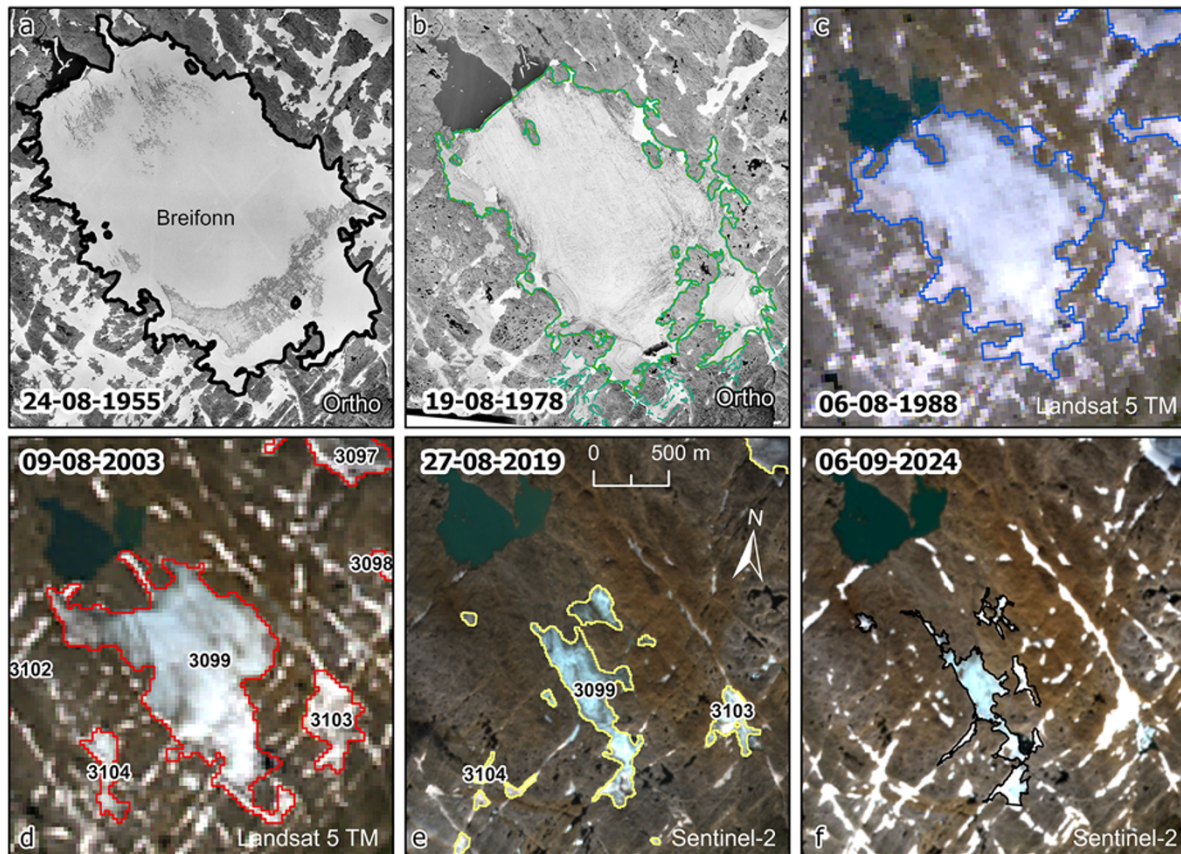 a
Breifonn
24-08-1955
Ortho
b
19-08-1978
Ortho
c
06-08-1988
Landsat 5 TM
09-08-2003
3097
3098
3102
3099
3103
3104
d
Landsat 5 TM
27-08-2019
0 500 m
N
3099
3103
3104
e
Sentinel-2
06-09-2024
f
Sentinel-2